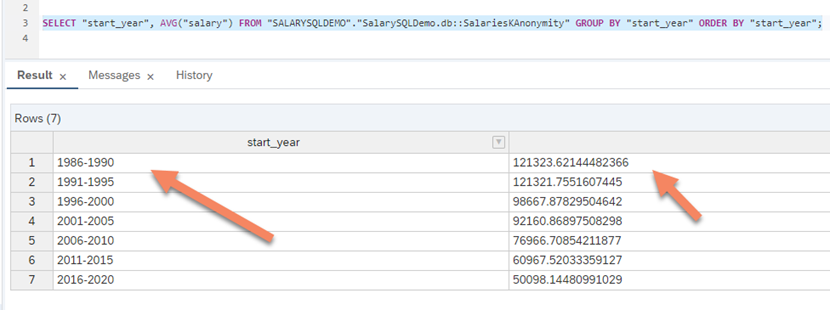 2
3 SELECT "start_year", AVG("salary") FROM "SALARYSQLDEMO"."SalarySQLDemo.db::SalariesKAnonymity" GROUP BY "start_year" ORDER BY "start_year";
4
Result × Messages × History
Rows (7)
start_year
1 1986-1990 121323.62144482366
2 1991-1995 121321.7551607445
3 1996-2000 98667.87829504642
4 2001-2005 92160.86897508298
5 2006-2010 76966.70854211877
6 2011-2015 60967.52033359127
7 2016-2020 50098.14480991029